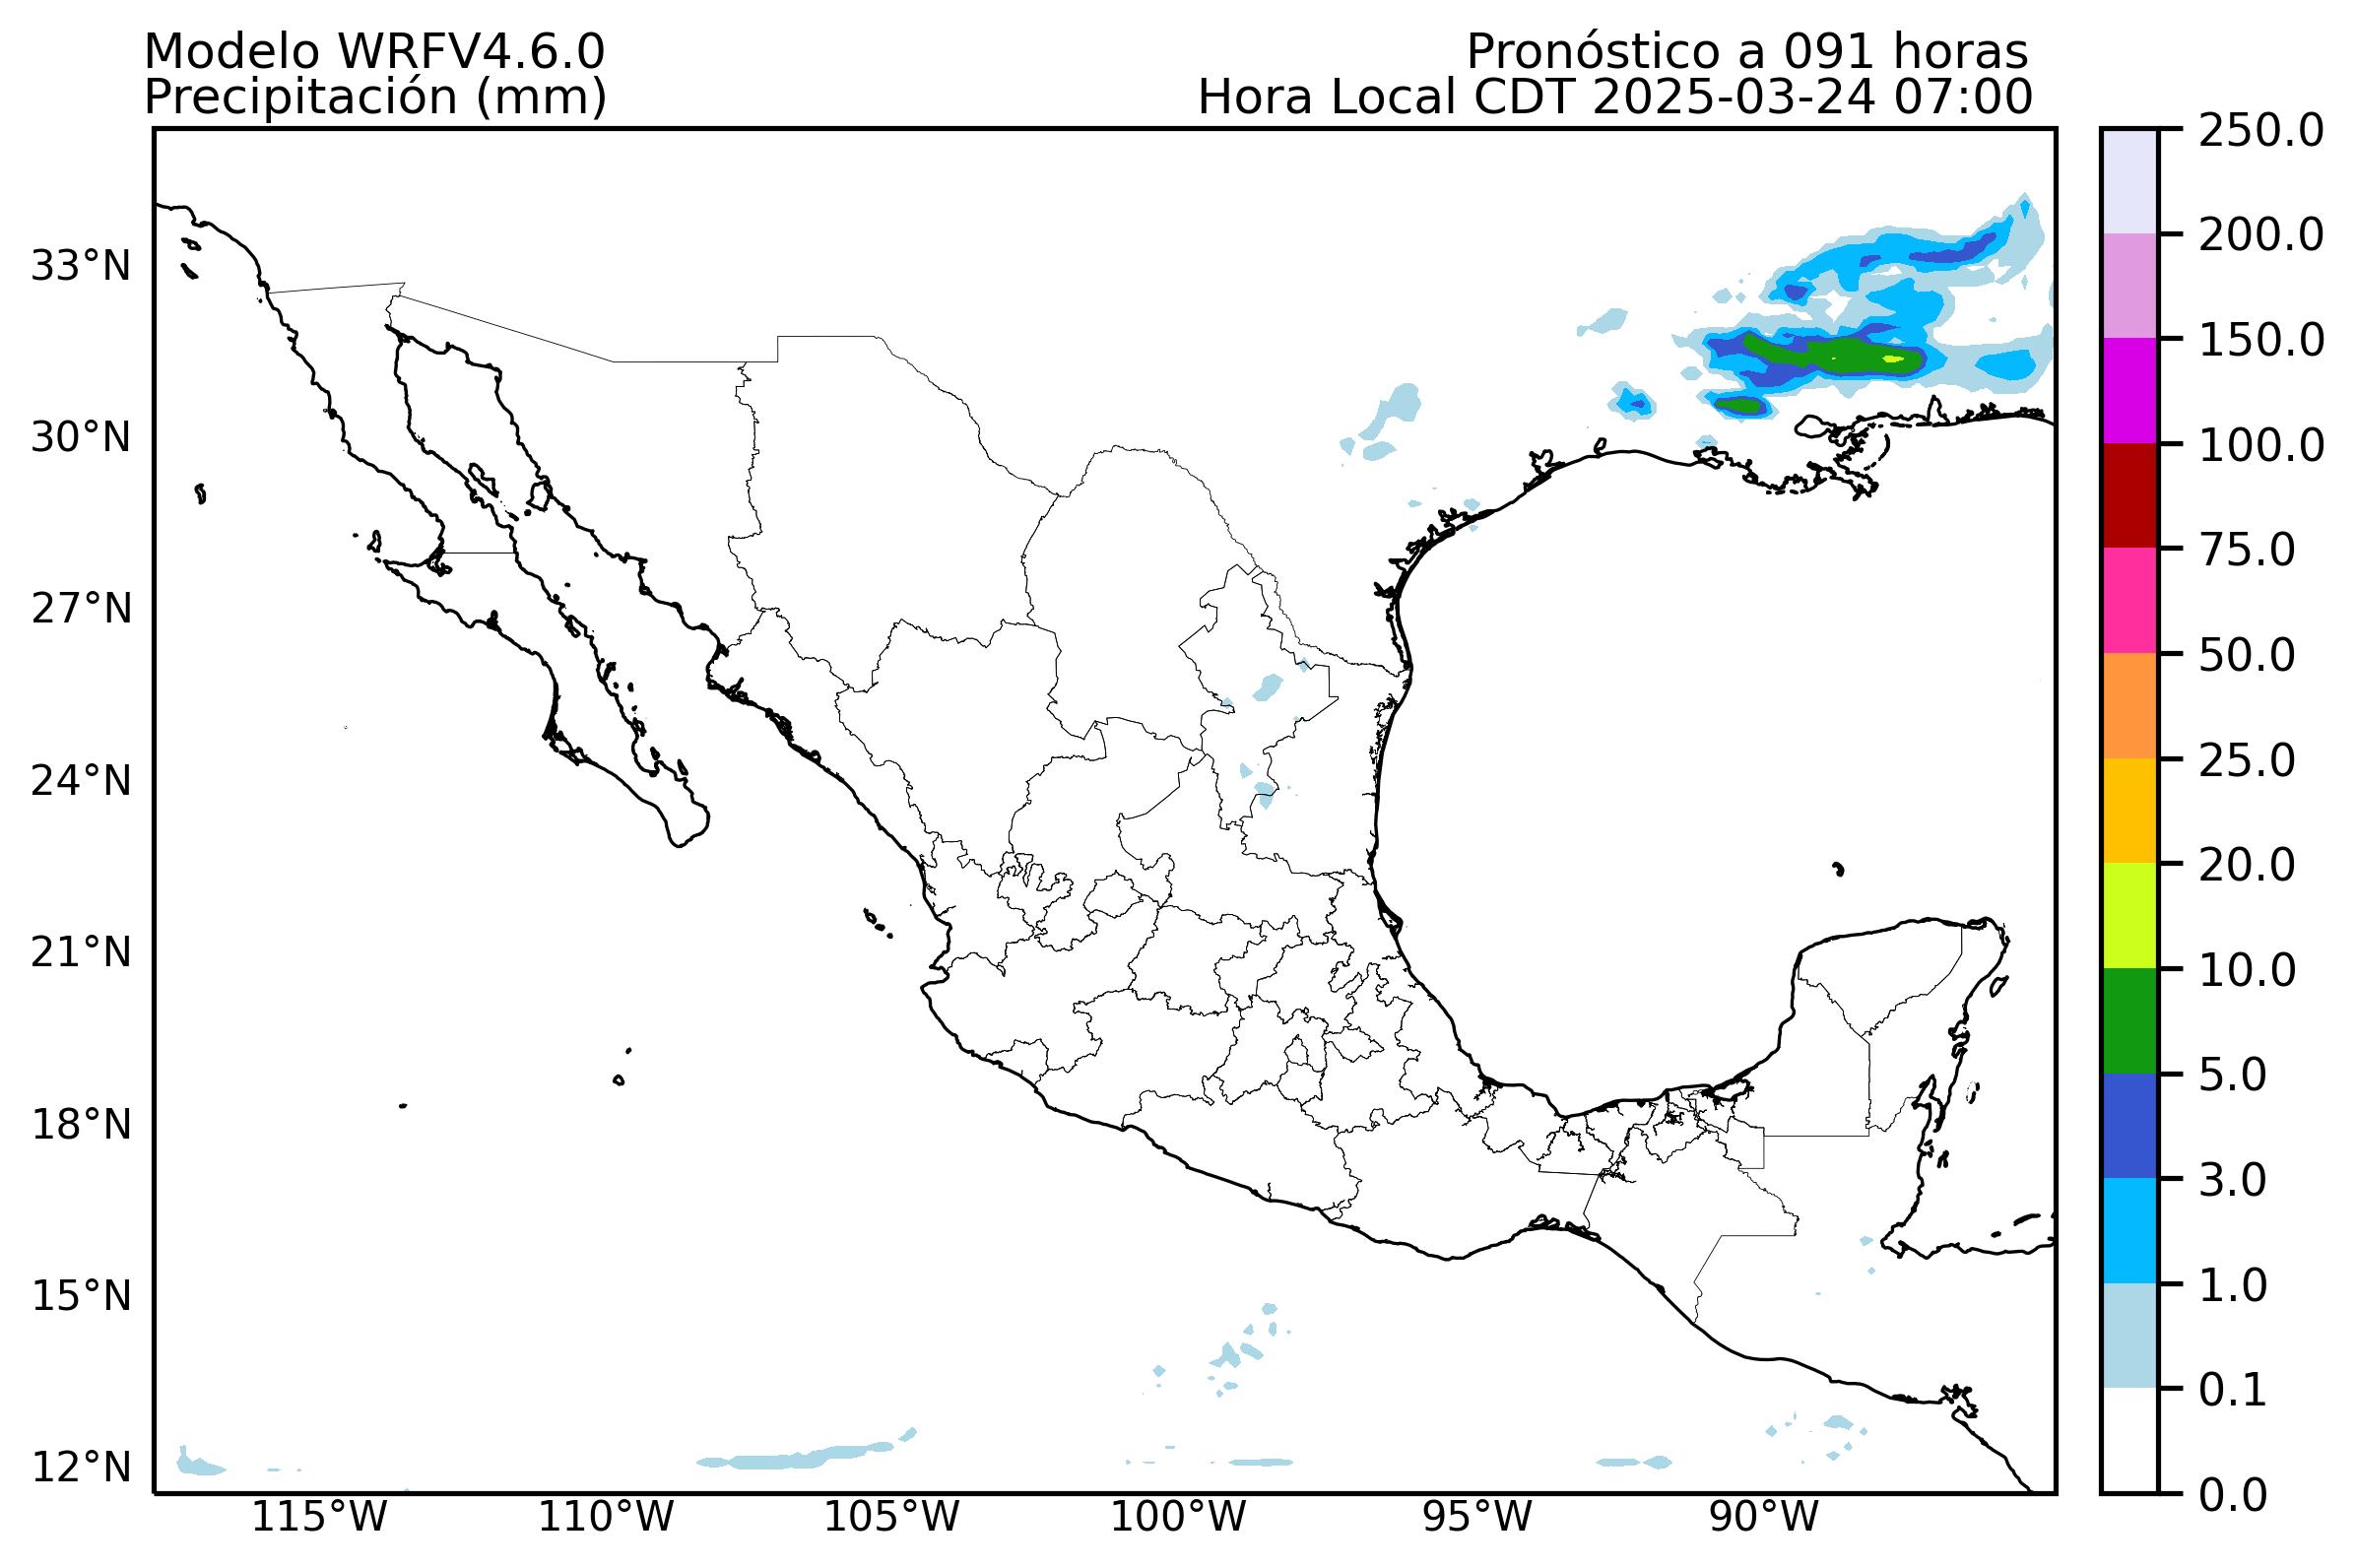 Modelo WRFV4.6.0
Precipitación (mm)
Pronóstico a 091 horas
Hora Local CDT 2025-03-24 07:00
33°N
30°N
27°N
24°N
21°N
18°N
15°N
12°N
115°W
110°W
105°W
100°W
95°W
90°W
250.0
200.0
150.0
100.0
75.0
50.0
25.0
20.0
10.0
5.0
3.0
1.0
0.1
0.0